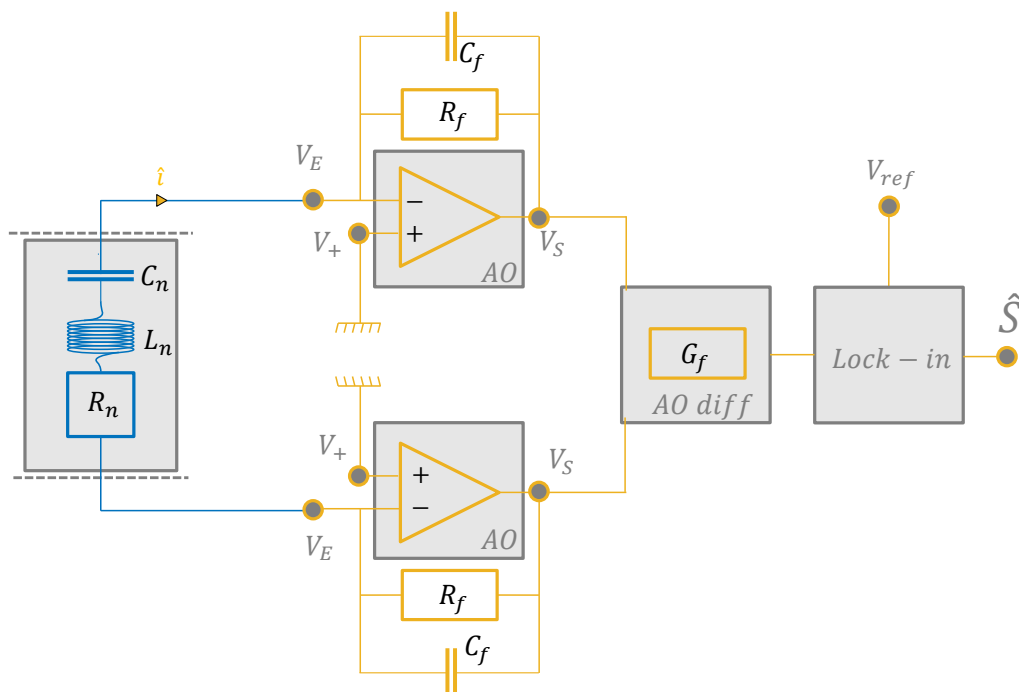 C_f
R_f
V_E
î
V_ref
−
V_+
+
V_S
AO
C_n
Ŝ
L_n
G_f
Lock − in
R_n
AO diff
V_+
V_S
+
−
V_E
AO
R_f
C_f